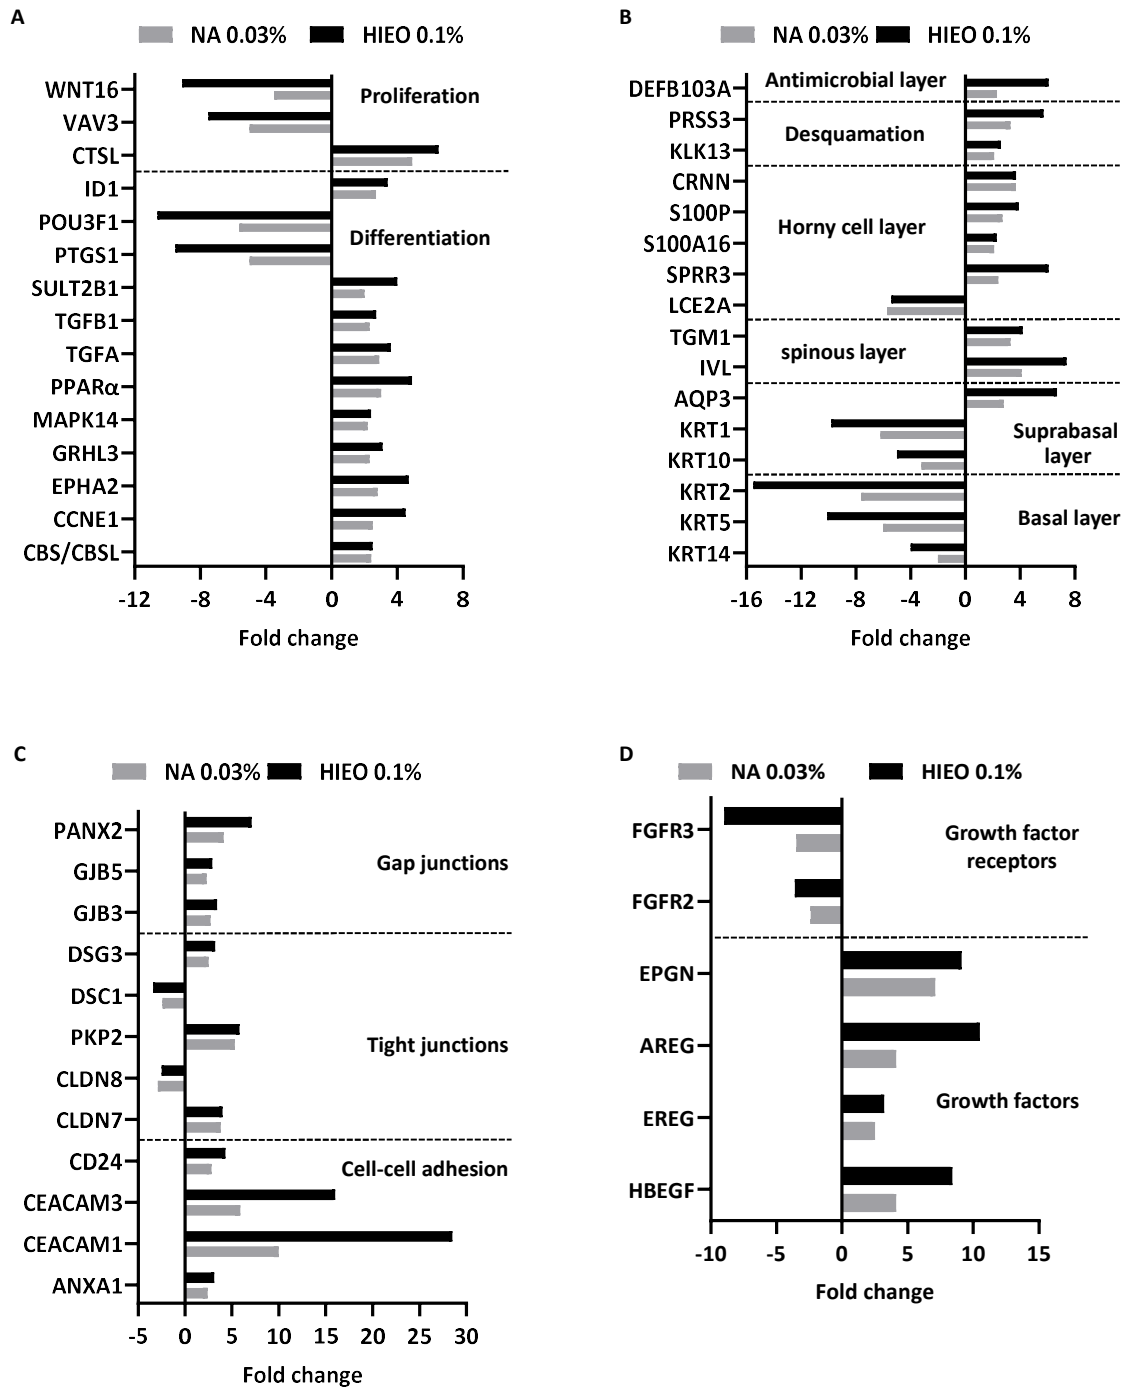 A
NA 0.03% HIEO 0.1%
WNT16
Proliferation
VAV3
CTSL
ID1
POU3F1
Differentiation
PTGS1
SULT2B1
TGFB1
TGFA
PPARα
MAPK14
GRHL3
EPHA2
CCNE1
CBS/CBSL
-12 -8 -4 0 4 8
Fold change
B
NA 0.03% HIEO 0.1%
DEFB103A
Antimicrobial layer
PRSS3
Desquamation
KLK13
CRNN
S100P
Horny cell layer
S100A16
SPRR3
LCE2A
TGM1
spinous layer
IVL
AQP3
KRT1
Suprabasal
layer
KRT10
KRT2
KRT5
Basal layer
KRT14
-16 -12 -8 -4 0 4 8
Fold change
C
NA 0.03% HIEO 0.1%
PANX2
Gap junctions
GJB5
GJB3
DSG3
DSC1
PKP2
Tight junctions
CLDN8
CLDN7
CD24
Cell-cell adhesion
CEACAM3
CEACAM1
ANXA1
-5 0 5 10 15 20 25 30
Fold change
D
NA 0.03% HIEO 0.1%
FGFR3
Growth factor
receptors
FGFR2
EPGN
AREG
Growth factors
EREG
HBEGF
-10 -5 0 5 10 15
Fold change